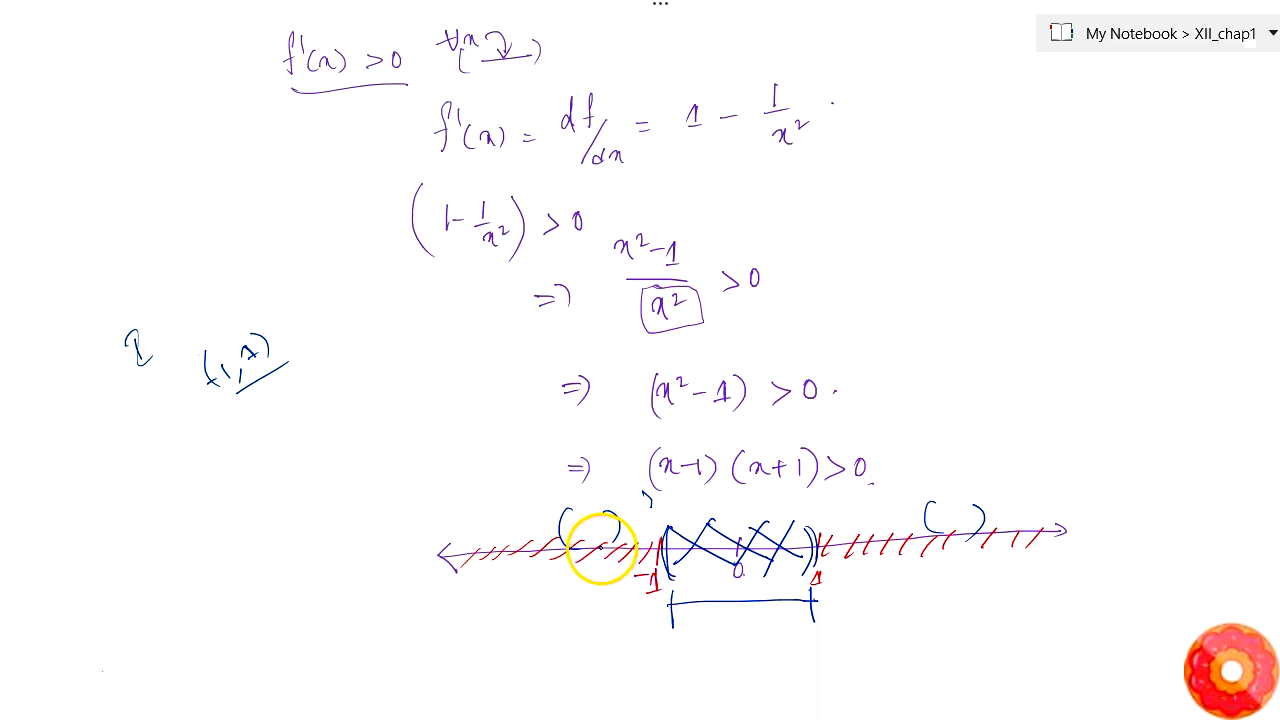 My Notebook > XII_chap1
f'(x) > 0 ∀x ( )
f'(x) = df/dx = 1 - 1/x²
(1 - 1/x²) > 0
=> x²-1/x² > 0
=> (x² - 1) > 0.
=> (x-1) (x+1) > 0.
-1 0 1